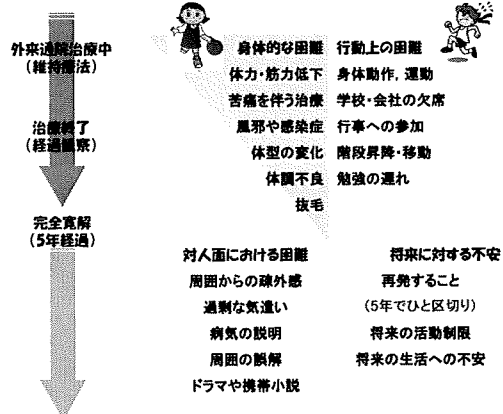 外来通院治療中
(維持療法)
治療終了
(経過観察)
完全寛解
(5年経過)
身体的な困難
体力・筋力低下
苦痛を伴う治療
風邪や感染症
体型の変化
体調不良
抜毛
行動上の困難
身体動作,運動
学校・会社の欠席
行事への参加
階段昇降・移動
勉強の遅れ
対人面における困難
周囲からの疎外感
過剰な気遣い
病気の説明
周囲の誤解
ドラマや携帯小説
将来に対する不安
再発すること
(5年でひと区切り)
将来の活動制限
将来の生活への不安